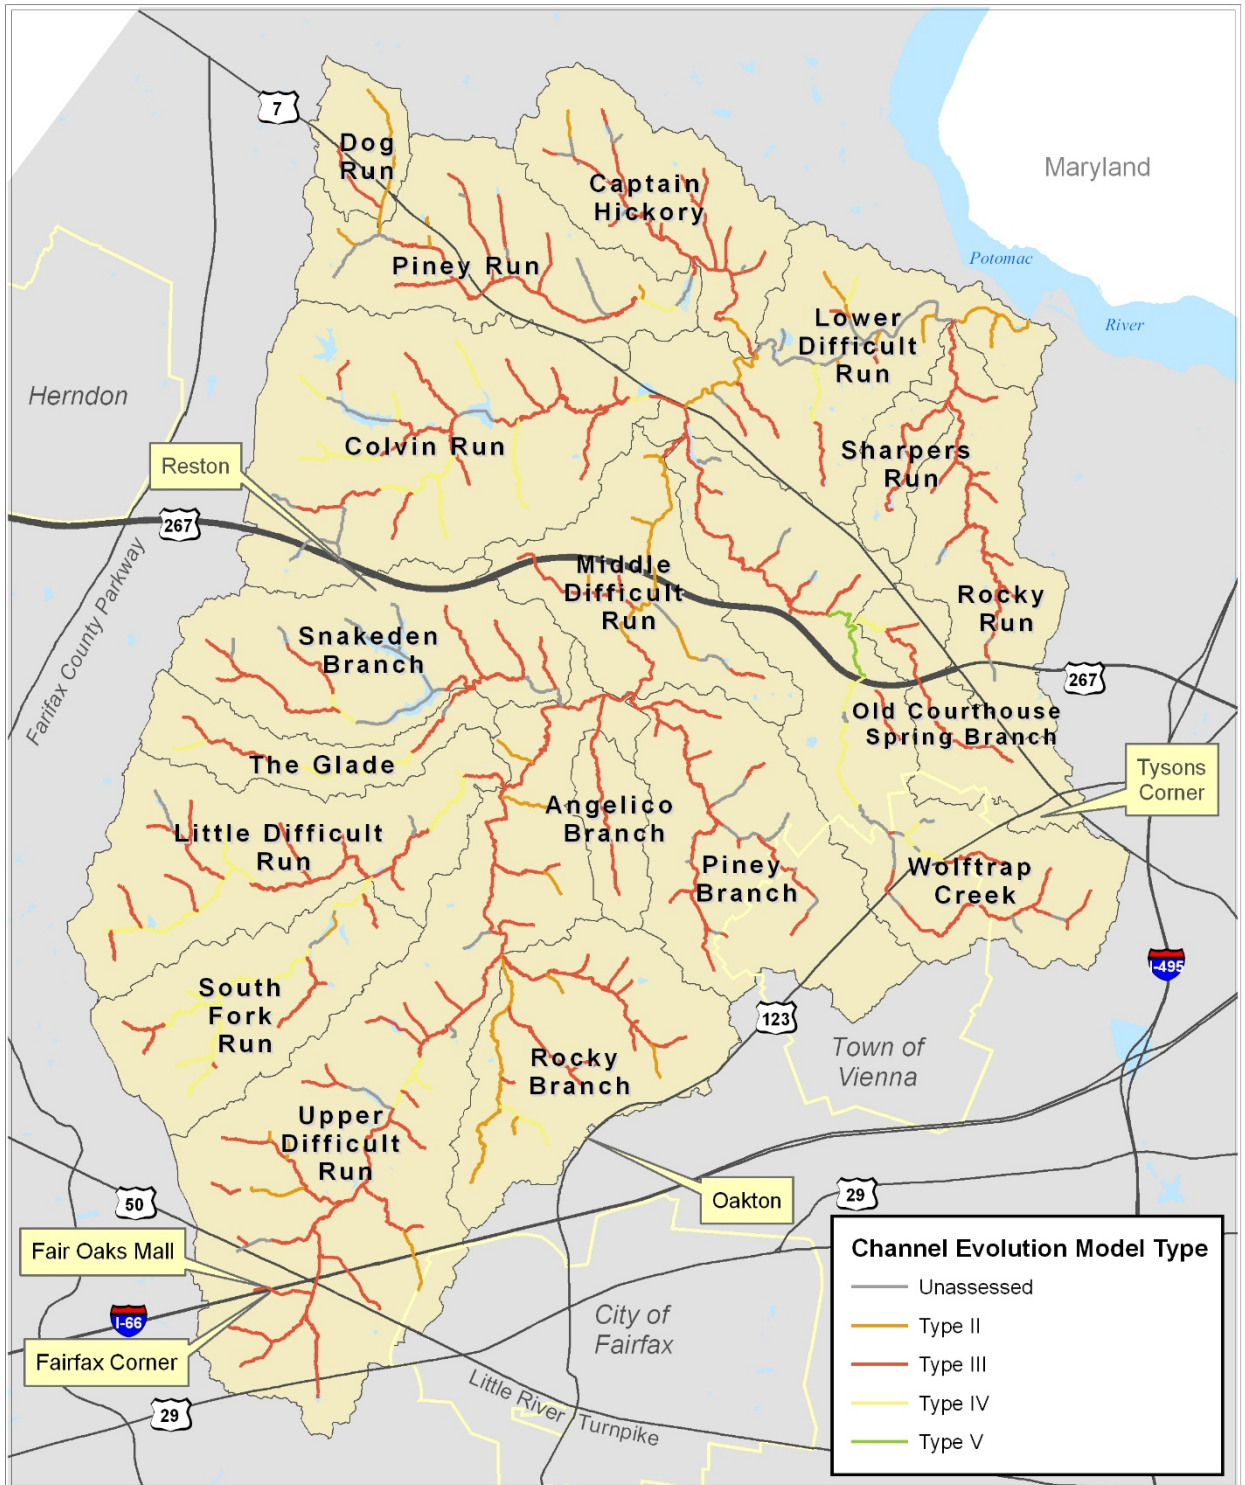 7
Dog
Run
Captain
Hickory
Maryland
Piney Run
Potomac
River
Lower
Difficult
Run
Herndon
Colvin Run
Reston
Sharpers
Run
267
Farifax County Parkway
Middle
Difficult
Run
Rocky
Run
Snakeden
Branch
267
Old Courthouse
Spring Branch
The Glade
Tysons
Corner
Angelico
Branch
Little Difficult
Run
Piney
Branch
Wolftrap
Creek
I-495
South
Fork
Run
123
Town of
Vienna
Rocky
Branch
Upper
Difficult
Run
50
Oakton
29
Fair Oaks Mall
I-66
Fairfax Corner
City of
Fairfax
29
Little River Turnpike
Channel Evolution Model Type
Unassessed
Type II
Type III
Type IV
Type V